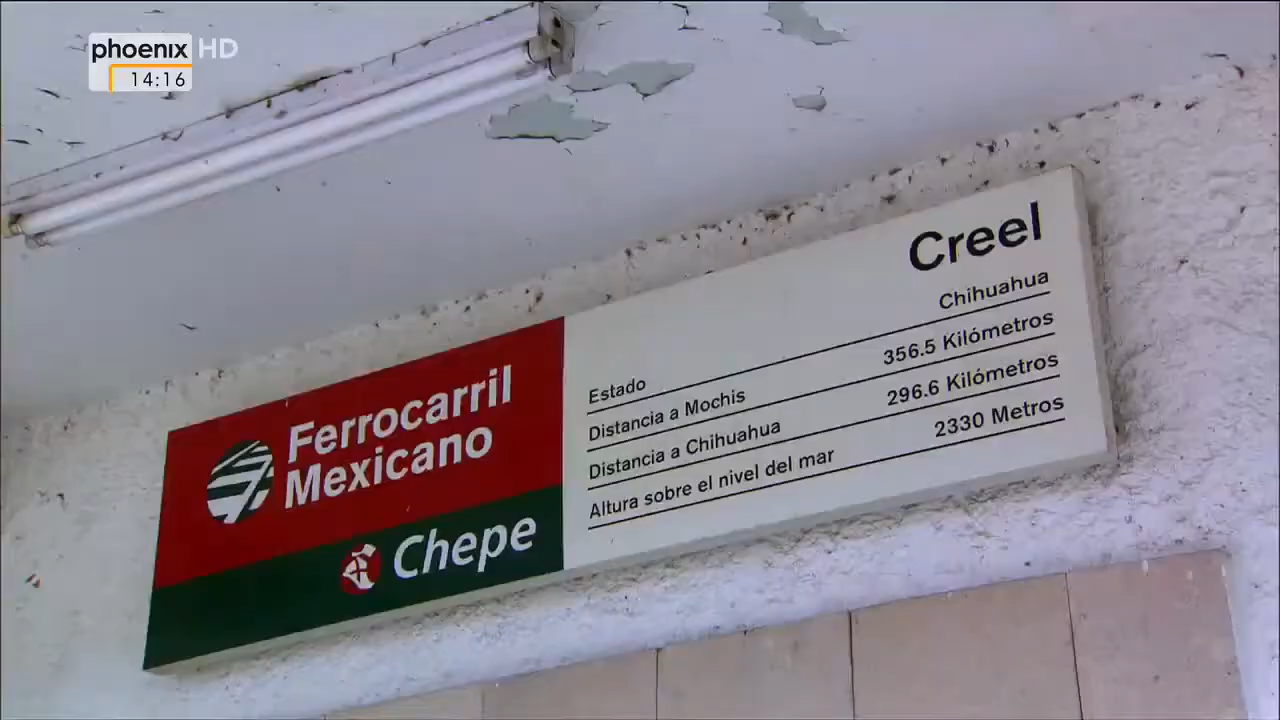 phoenix HD
14:16
Creel
Estado Chihuahua
Distancia a Mochis 356.5 Kilómetros
Distancia a Chihuahua 296.6 Kilómetros
Altura sobre el nivel del mar 2330 Metros
Ferrocarril
Mexicano
Chepe